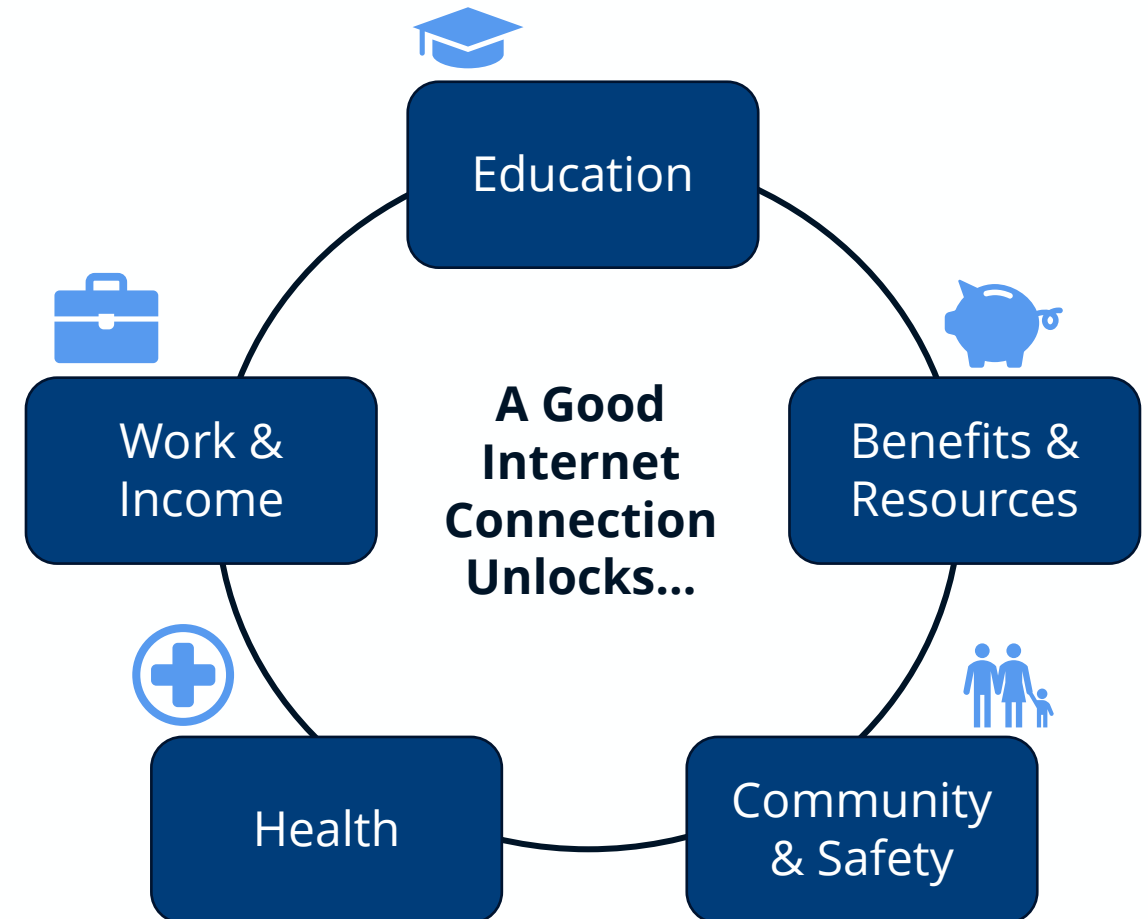 Education
Work &
Income
A Good
Internet
Connection
Unlocks...
Benefits &
Resources
Health
Community
& Safety